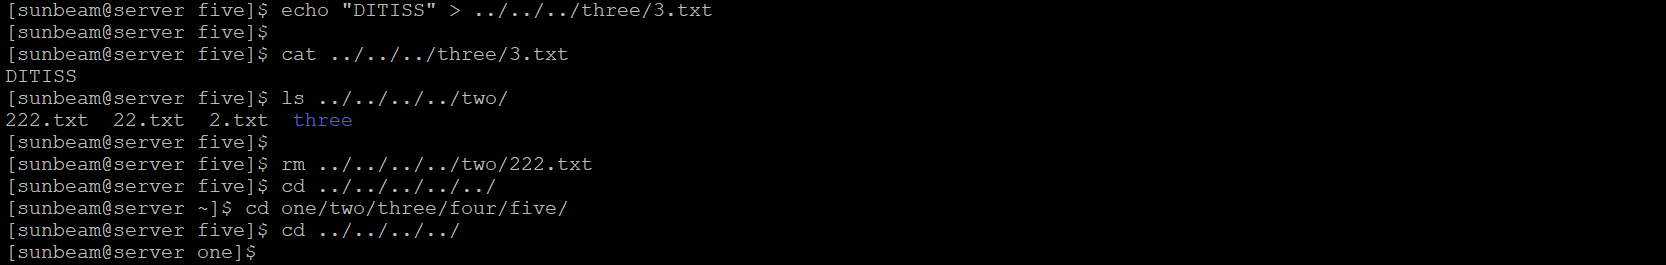 [sunbeam@server five]$ echo "DITISS" > ../../../three/3.txt
[sunbeam@server five]$
[sunbeam@server five]$ cat ../../../three/3.txt
DITISS
[sunbeam@server five]$ ls ../../../../two/
222.txt  22.txt  2.txt  three
[sunbeam@server five]$
[sunbeam@server five]$ rm ../../../../two/222.txt
[sunbeam@server five]$ cd ../../../../../
[sunbeam@server ~]$ cd one/two/three/four/five/
[sunbeam@server five]$ cd ../../../../
[sunbeam@server one]$